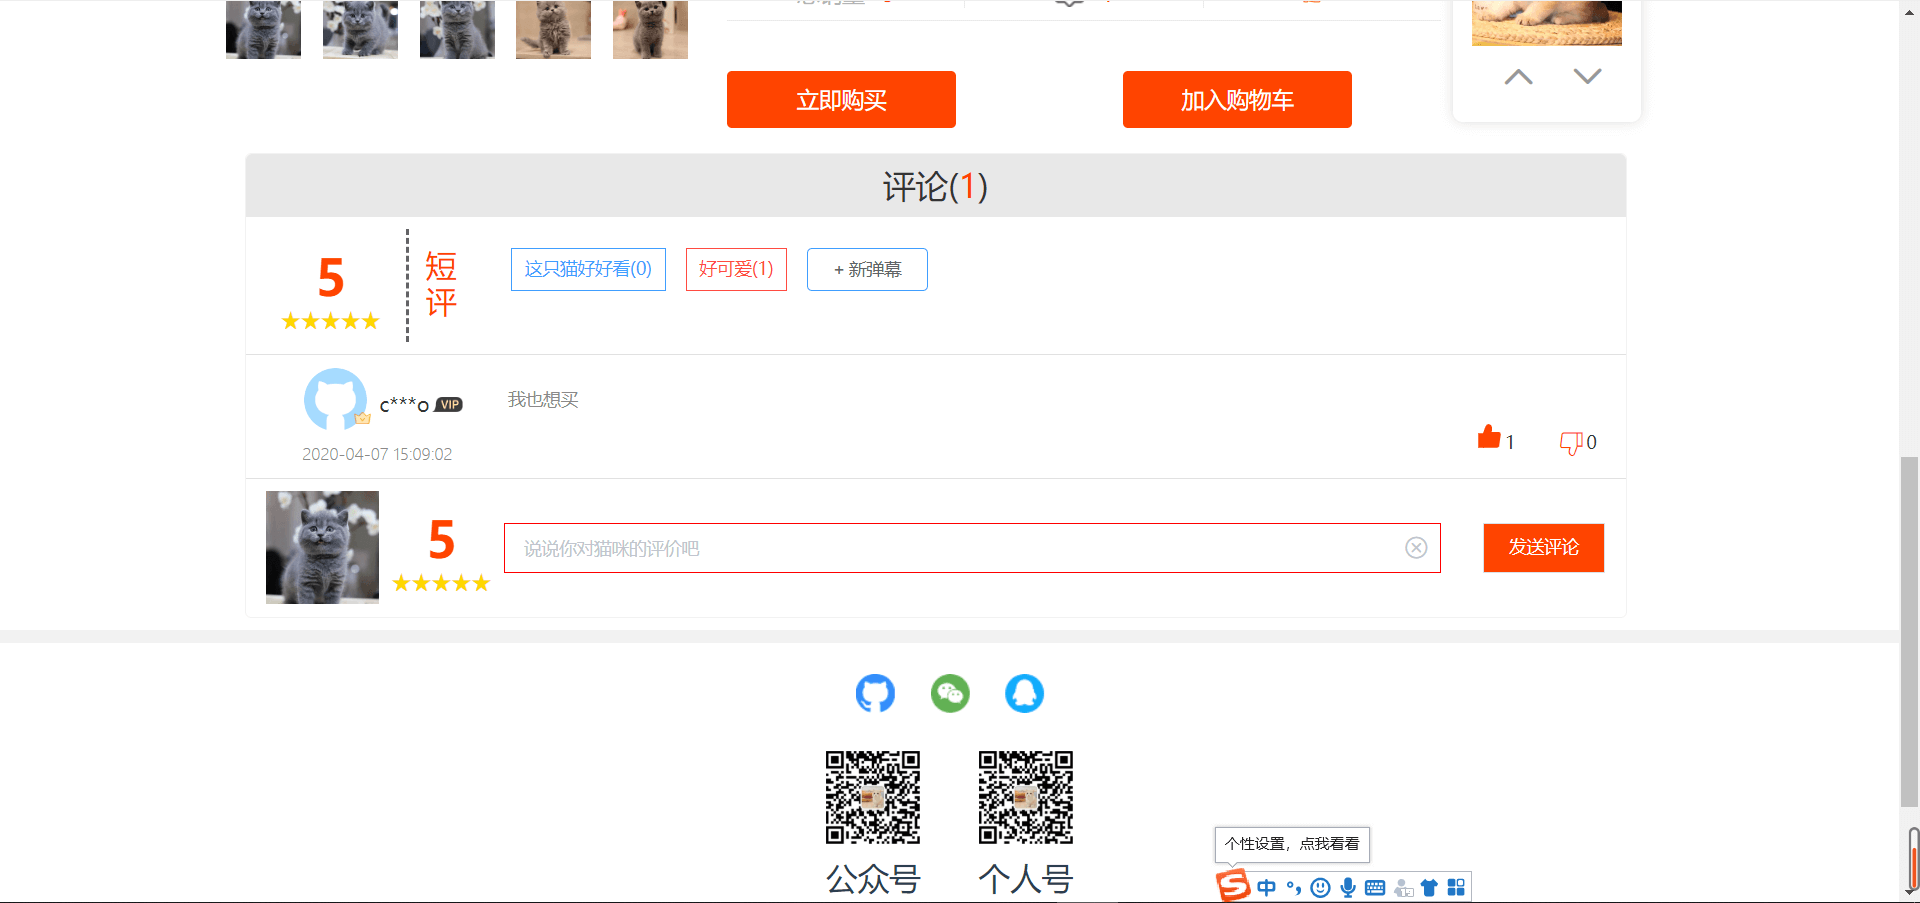 立即购买
加入购物车
评论(1)
5
短评
这只猫好好看(0)
好可爱(1)
+ 新弹幕
c***o VIP
我也想买
2020-04-07 15:09:02
1
0
5
说说你对猫咪的评价吧
发送评论
公众号
个人号
个性设置，点我看看
S 中